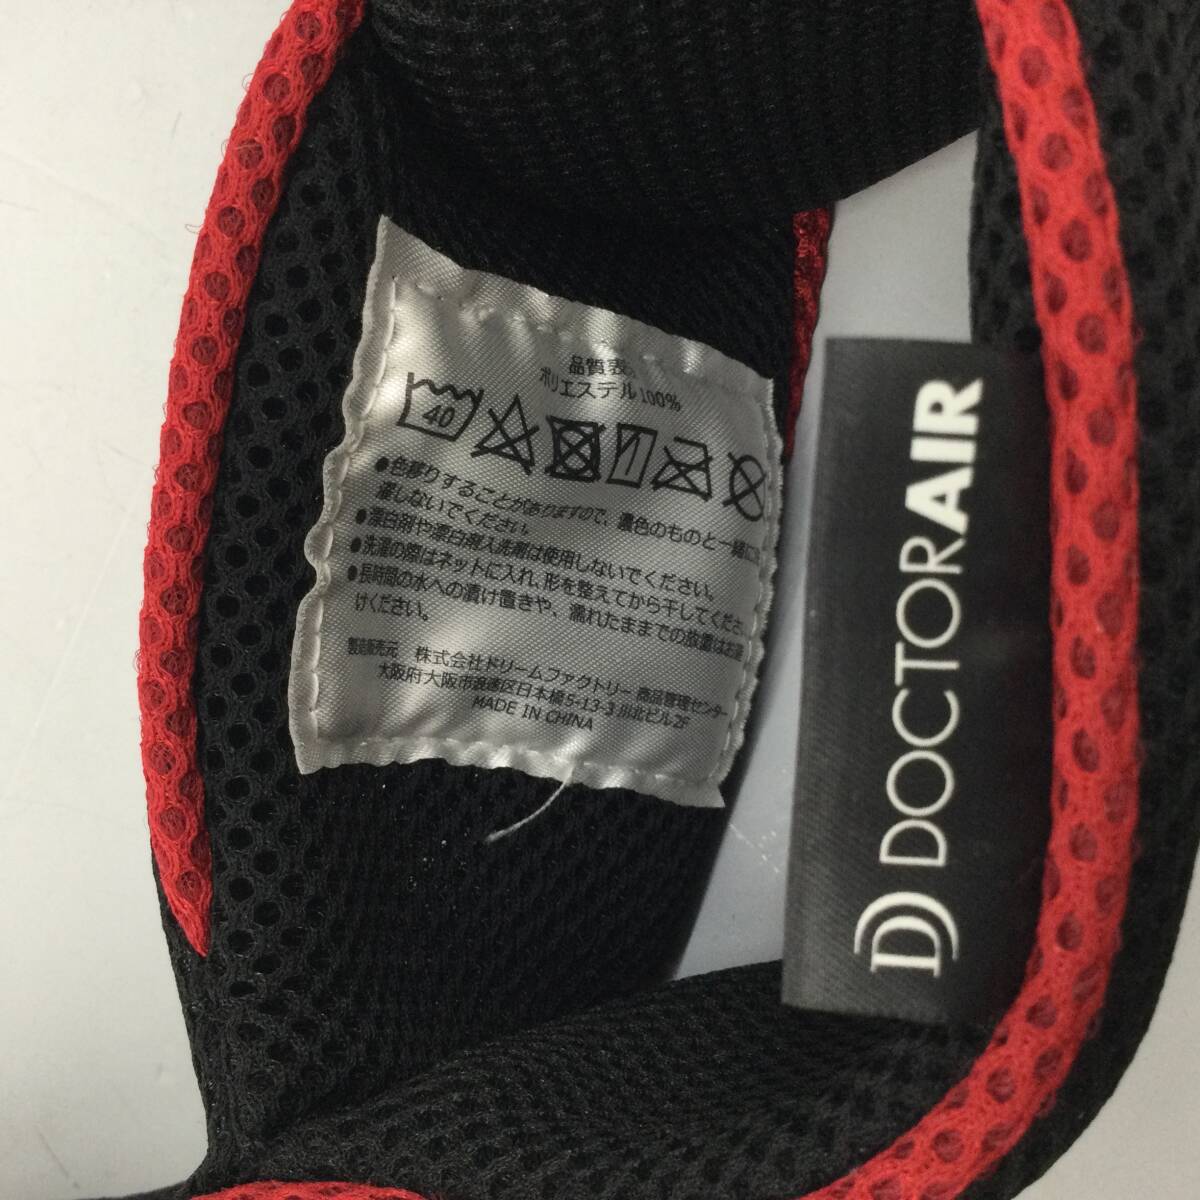 品質表
ポリエステル100%
40
●色移りすることがありますので、濃色のものと一緒に洗
濯しないでください。
●漂白剤や漂白剤入洗剤は使用しないでください。
●洗濯の際はネットに入れ、形を整えてから干してくださ
●長時間の水への漬け置きや、濡れたままでの放置はお避
けください。
製造販売元 株式会社ドリームファクトリー 商品管理センター
大阪府大阪市浪速区日本橋5-13-3 川北ビル2F
MADE IN CHINA
DOCTORAIR